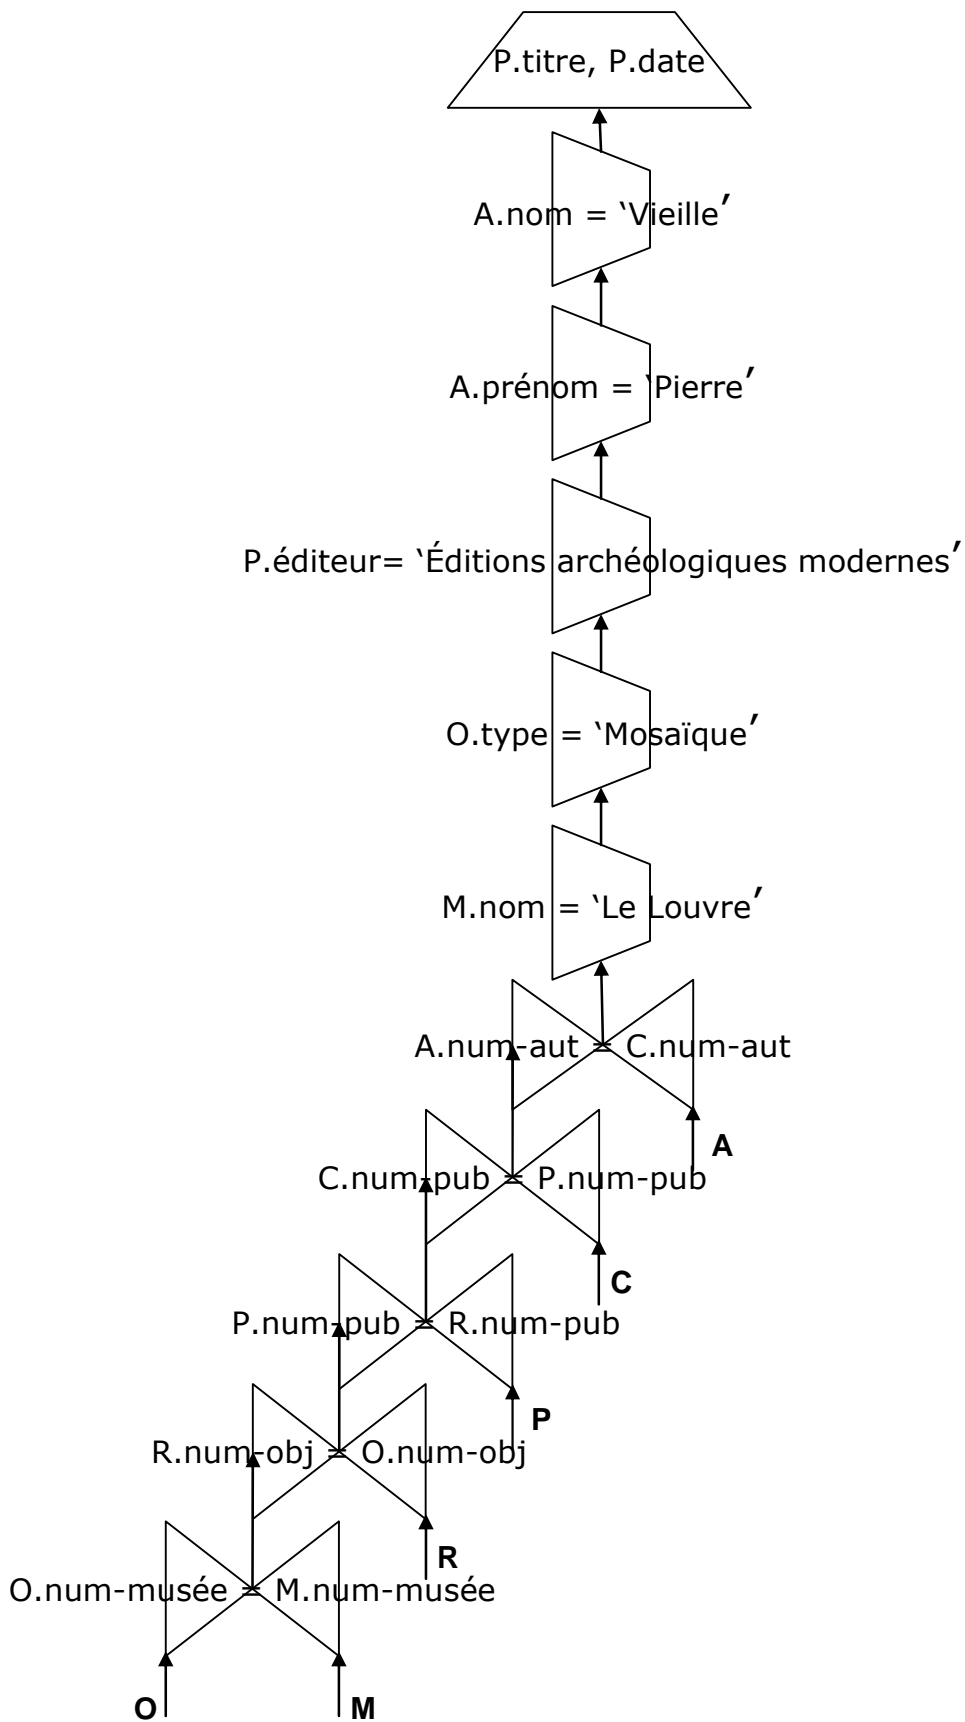 P.titre, P.date
A.nom = ‘Vieille’
A.prénom = ‘Pierre’
P.éditeur= ‘Éditions archéologiques modernes’
O.type = ‘Mosaïque’
M.nom = ‘Le Louvre’
A.num-aut = C.num-aut
A
C.num-pub = P.num-pub
C
P.num-pub = R.num-pub
P
R.num-obj = O.num-obj
R
O.num-musée = M.num-musée
O M